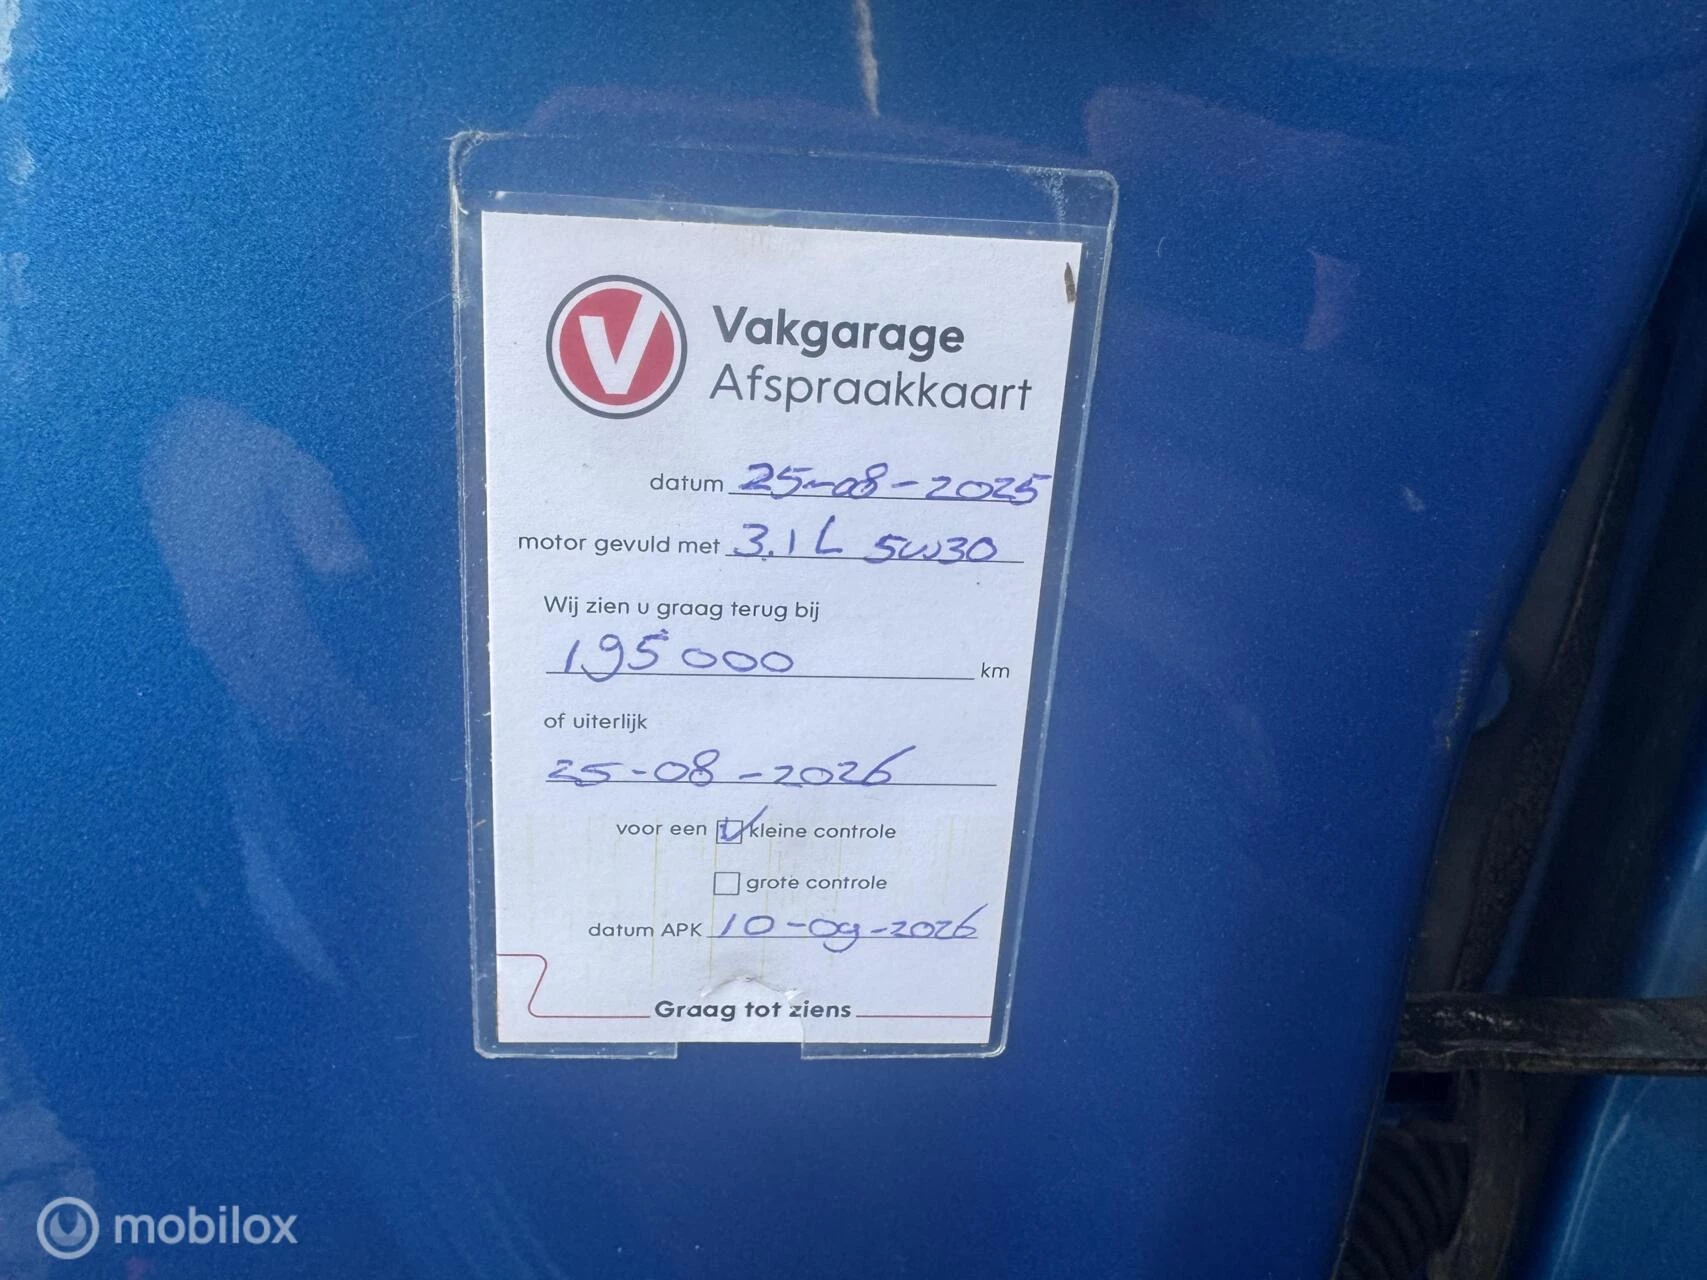 Vakgarage
Afspraakkaart
datum 25-08-2025
motor gevuld met 3.1L 5W30
Wij zien u graag terug bij
195000 km
of uiterlijk
25-08-2026
voor een kleine controle
grote controle
datum APK 10-09-2026
Graag tot ziens
mobilox